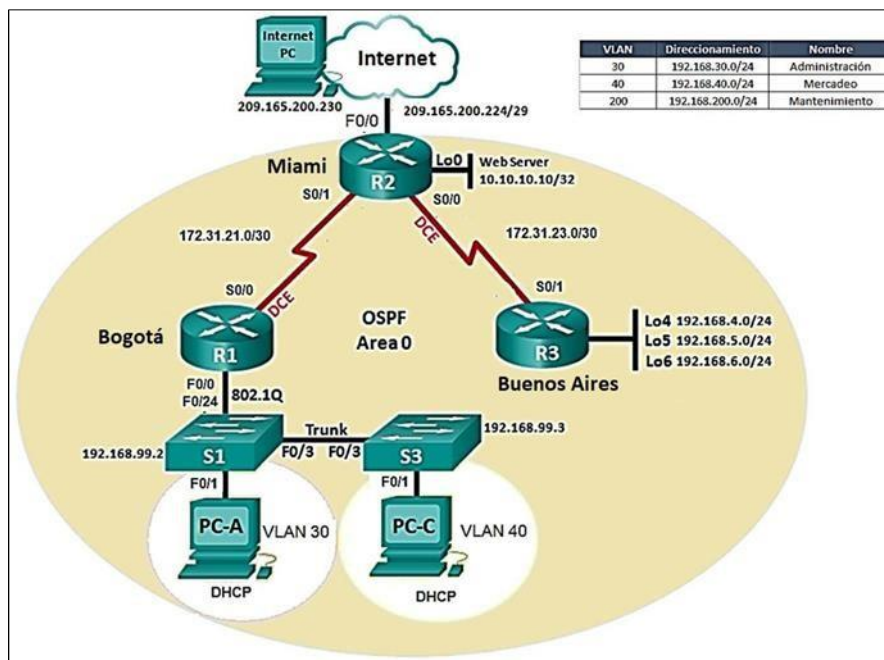 Internet
PC
Internet
209.165.200.230
209.165.200.224/29
F0/0
VLAN Direccionamiento Nombre
30 192.168.30.0/24 Administración
40 192.168.40.0/24 Mercadeo
200 192.168.200.0/24 Mantenimiento
Miami
R2
Lo0
Web Server
10.10.10.10/32
S0/1
S0/0
DCE
172.31.21.0/30
172.31.23.0/30
S0/0
DCE
S0/1
Bogotá
R1
OSPF
Area 0
R3
Buenos Aires
Lo4 192.168.4.0/24
Lo5 192.168.5.0/24
Lo6 192.168.6.0/24
F0/0
F0/24
802.1Q
192.168.99.2
S1
Trunk
F0/3
F0/3
S3
192.168.99.3
F0/1
F0/1
PC-A
VLAN 30
PC-C
VLAN 40
DHCP
DHCP